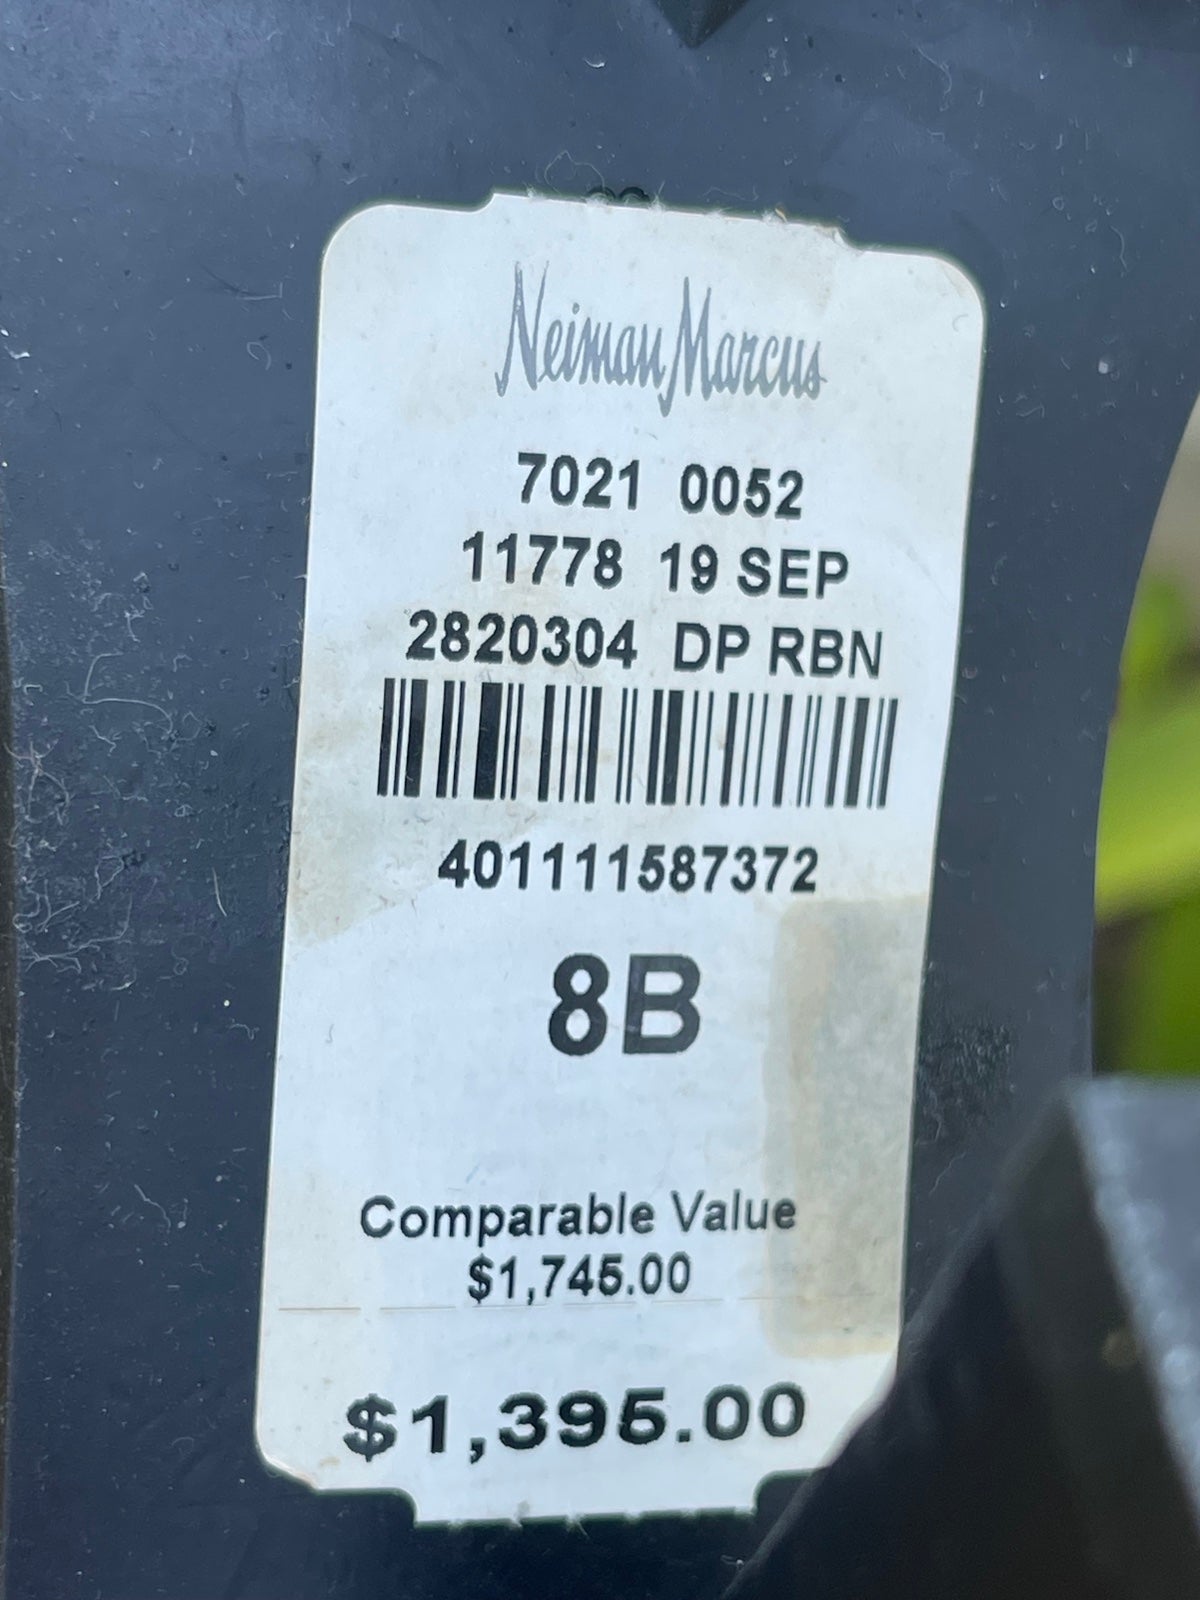 Neiman Marcus
7021 0052
11778 19 SEP
2820304 DP RBN
401111587372
8B
Comparable Value
$1,745.00
$1,395.00